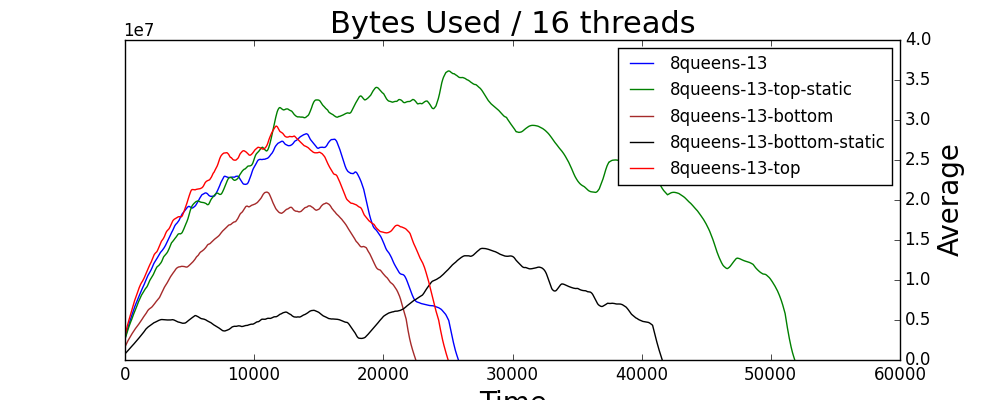 Bytes Used / 16 threads
1e7
4.0
3.5
3.0
2.5
2.0
1.5
1.0
0.5
0.0
Average
8queens-13
8queens-13-top-static
8queens-13-bottom
8queens-13-bottom-static
8queens-13-top
0 10000 20000 30000 40000 50000 60000
Time